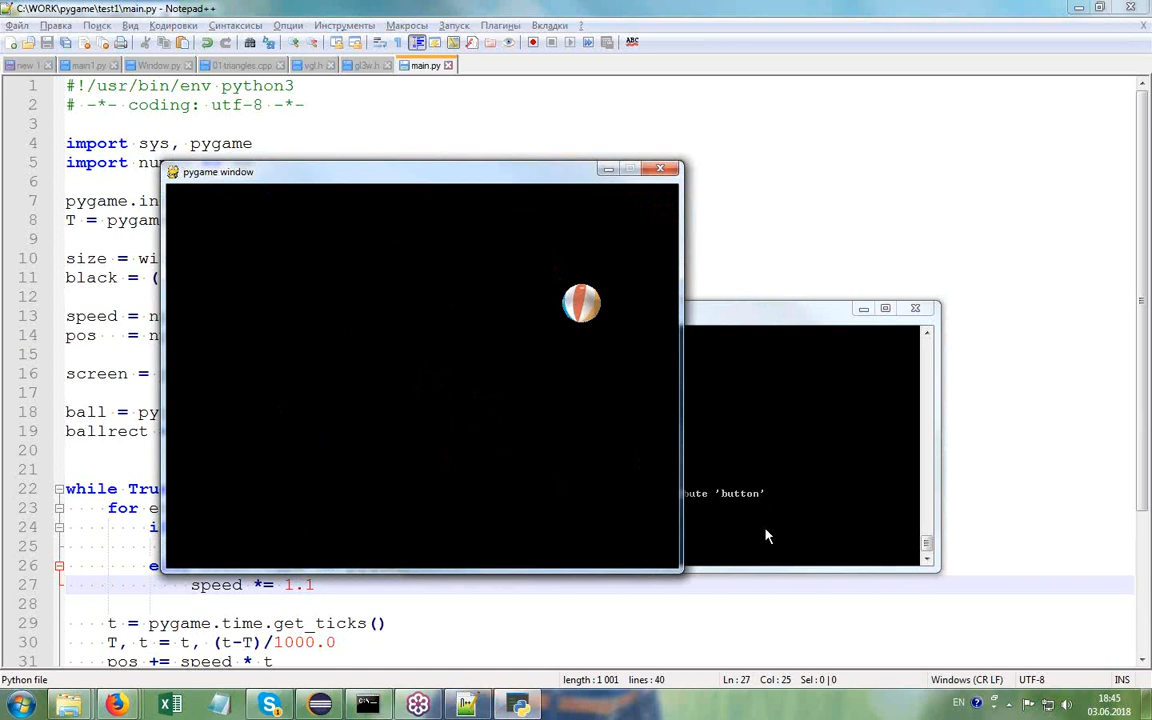 C:\WORK\pygame\test1\main.py - Notepad++
Файл Правка Поиск Вид Кодировки Синтаксисы Опции Инструменты Макросы Запуск Плагины Вкладки
new 1 main1.py Window.py 01-triangles.cpp vgl.h gl3w.h main.py
1 #!/usr/bin/env python3
2 # -*- coding: utf-8 -*-
3
4 import sys, pygame
5 import nu
6
7 pygame.in
8 T = pygam
9
10 size = wi
11 black = (
12
13 speed = n
14 pos = n
15
16 screen =
17
18 ball = py
19 ballrect
20
21
22 while Tru
23 for e
24 i
25
26 e
27 speed *= 1.1
28
29 t = pygame.time.get_ticks()
30 T, t = t, (t-T)/1000.0
31 pos += speed * t
pygame window
bute 'button'
Python file length : 1 001 lines : 40 Ln : 27 Col : 25 Sel : 0 | 0 Windows (CR LF) UTF-8 INS
EN 18:45
03.06.2018